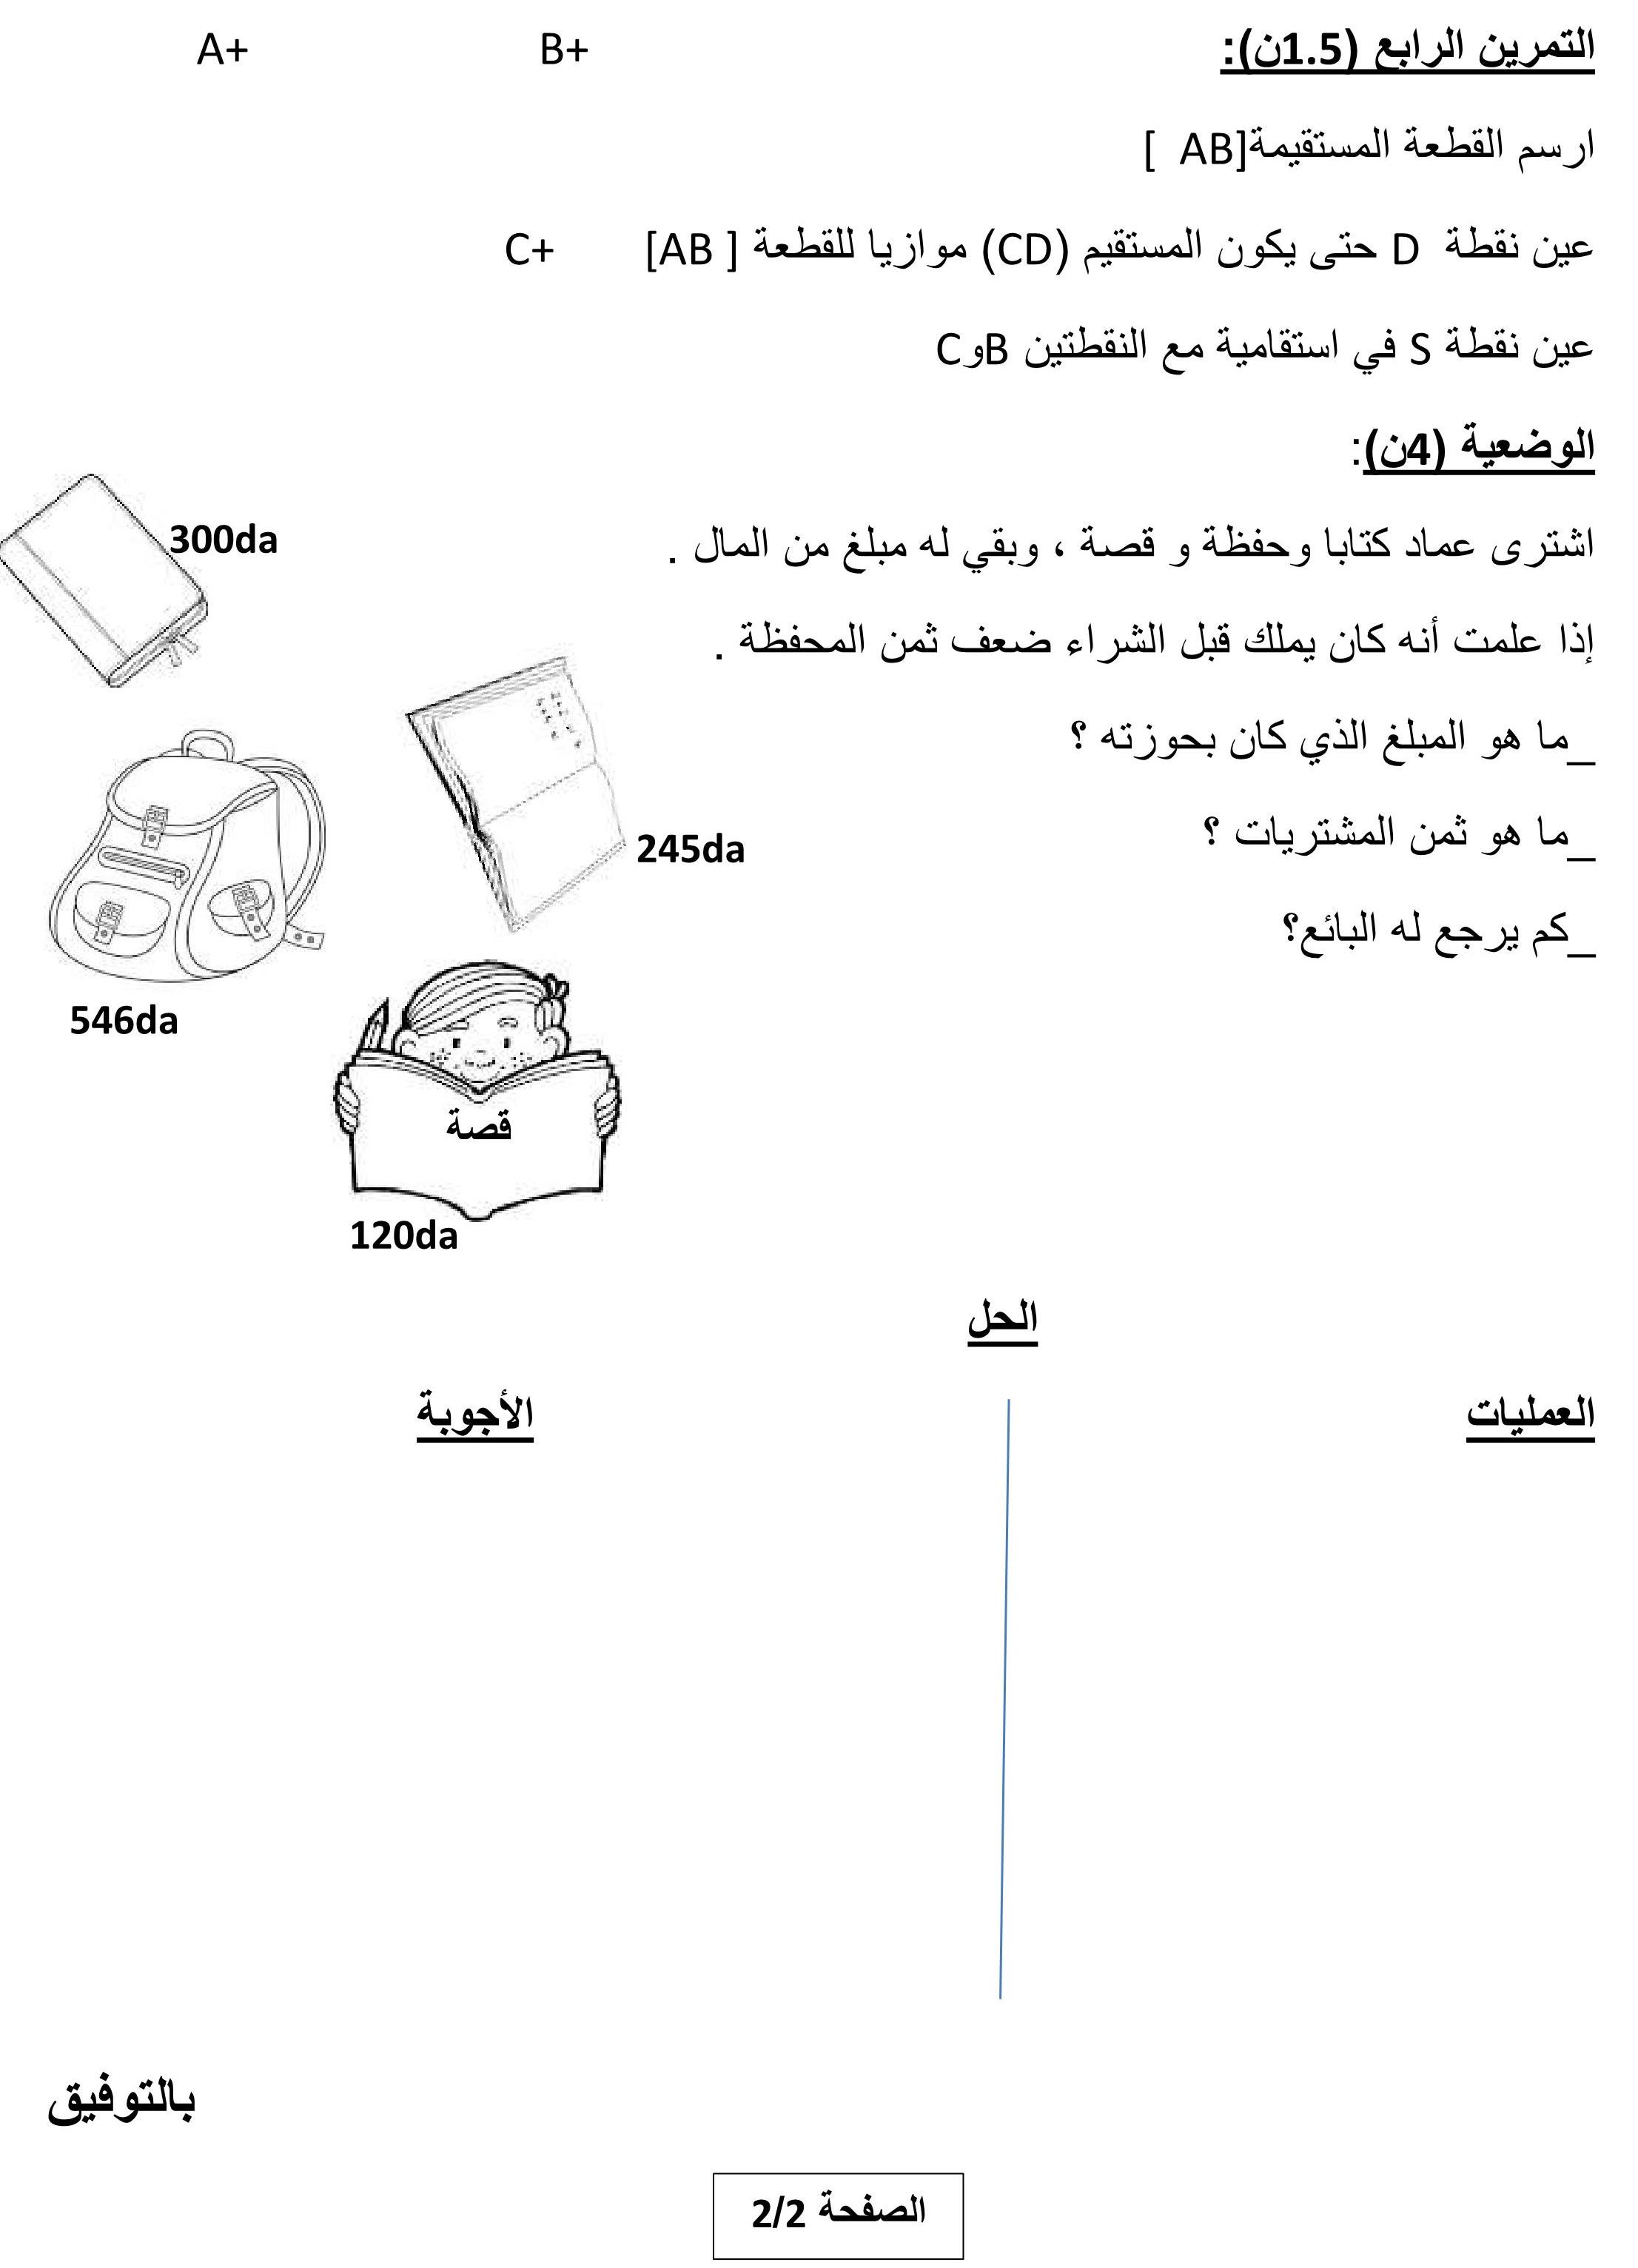 التمرين الرابع (1.5ن): B+ A+
ارسم القطعة المستقيمة[AB ]
عين نقطة D حتى يكون المستقيم (CD) موازيا للقطعة [ AB] C+
عين نقطة S في استقامية مع النقطتين BوC
الوضعية (4ن):
اشترى عماد كتابا وحفظة و قصة ، وبقي له مبلغ من المال .
300da
إذا علمت أنه كان يملك قبل الشراء ضعف ثمن المحفظة .
_ما هو المبلغ الذي كان بحوزته ؟
_ما هو ثمن المشتريات ؟
245da
_كم يرجع له البائع؟
546da
قصة
120da
الحل
العمليات الأجوبة
بالتوفيق
الصفحة 2/2